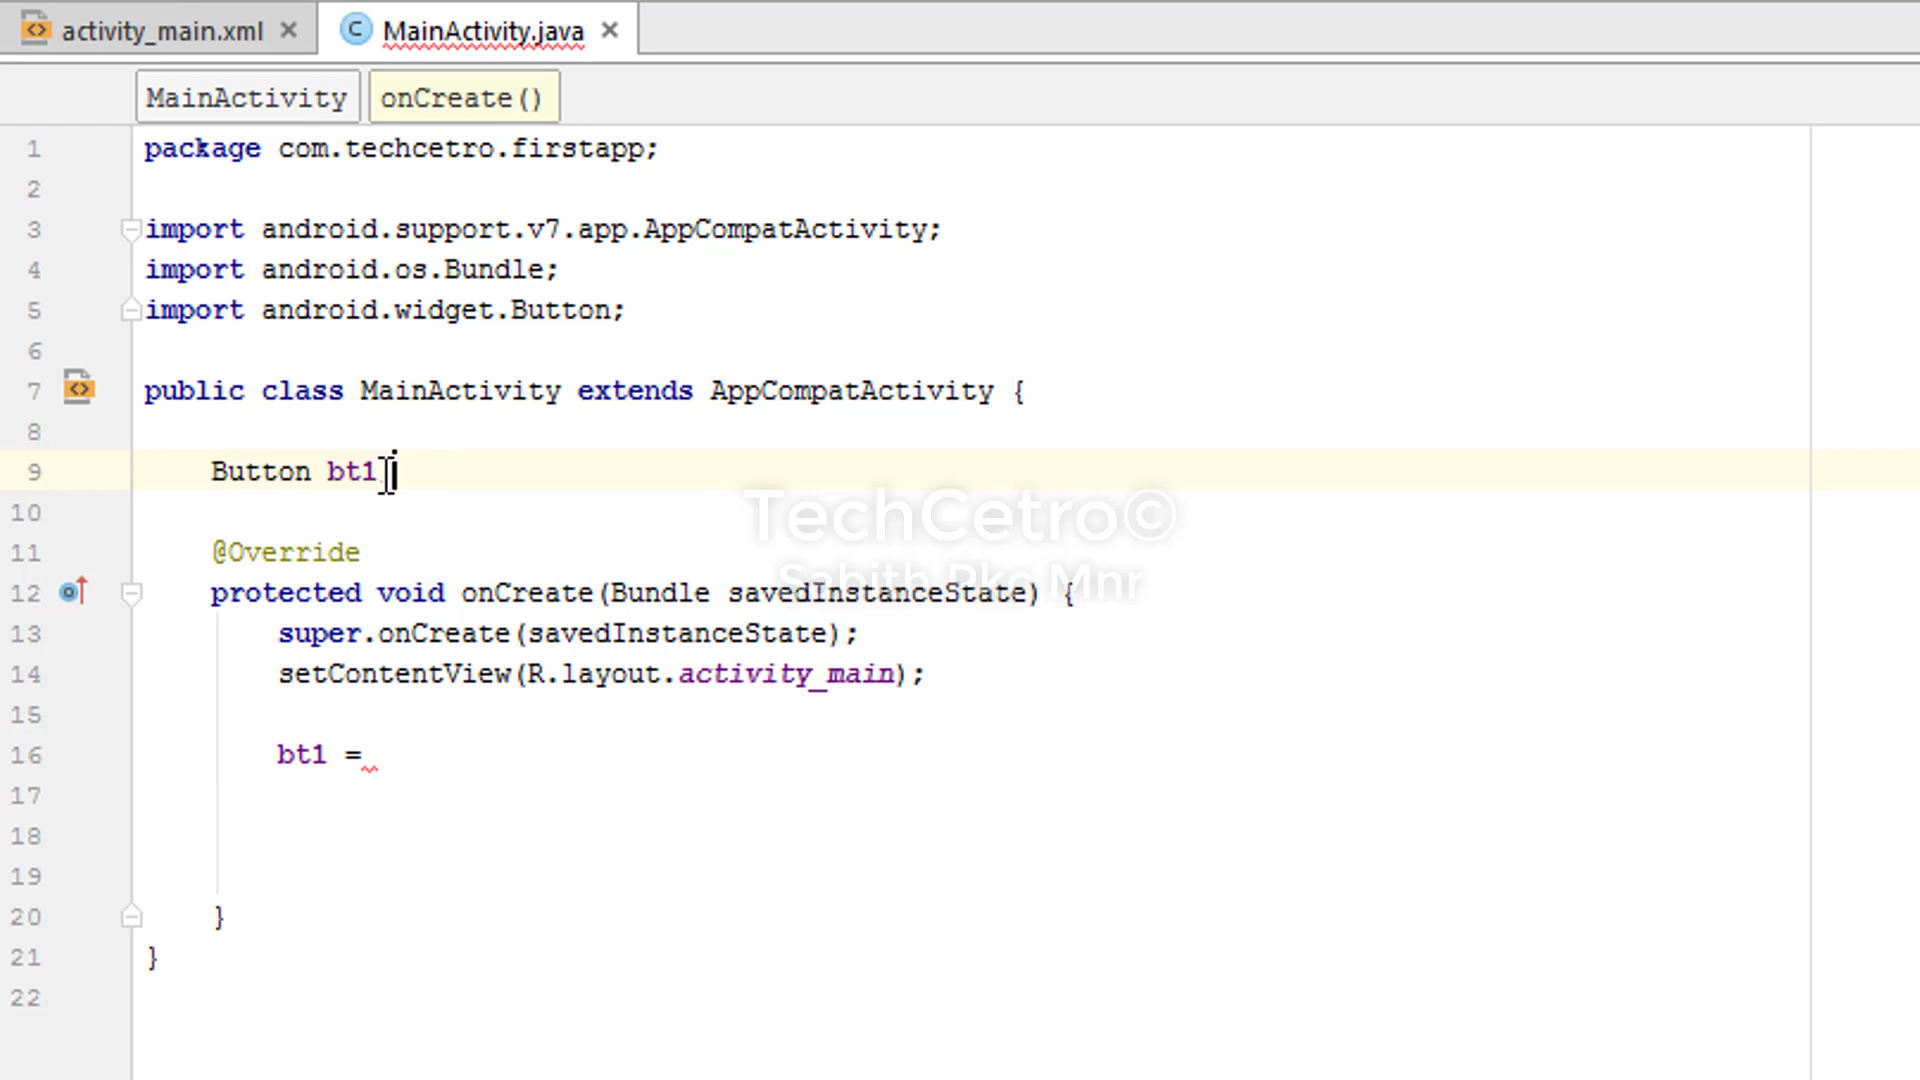 activity_main.xml
MainActivity.java
MainActivity
onCreate()
1 package com.techcetro.firstapp;
2
3 import android.support.v7.app.AppCompatActivity;
4 import android.os.Bundle;
5 import android.widget.Button;
6
7 public class MainActivity extends AppCompatActivity {
8
9 Button bt1;
10
TechCetro©
11 @Override
Sabith Pkc Mnr
12 protected void onCreate(Bundle savedInstanceState) {
13 super.onCreate(savedInstanceState);
14 setContentView(R.layout.activity_main);
15
16 bt1 =
17
18
19
20 }
21 }
22